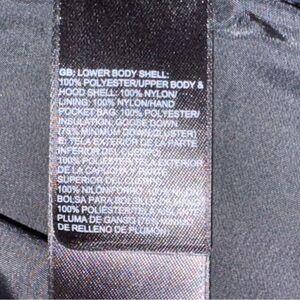 GB: LOWER BODY SHELL:
100% POLYESTER/UPPER BODY &
HOOD SHELL: 100% NYLON/
LINING: 100% NYLON/HAND
POCKET BAG: 100% POLYESTER/
INSULATION: GOOSE DOWN
(75% MINIMUM DOWN CLUSTER)
E: TELA EXTERIOR DE LA PARTE
INFERIOR DEL CUERPO:
100% POLIÉSTER/TELA EXTERIOR
DE LA CAPUCHA Y PARTE
SUPERIOR DEL CUERPO:
100% NILÓN/FORRO: 100% NILÓN/
BOLSA PARA BOLSILLO DE MANO:
100% POLIÉSTER/AISLAMIENTO:
PLUMA DE GANSO (75% MÍNIMO
DE RELLENO DE PLUMÓN)